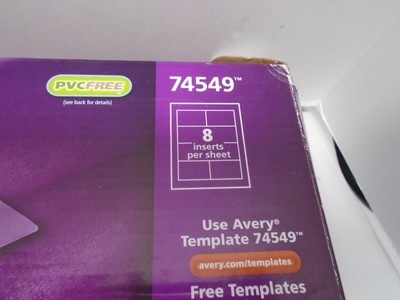 PVCFREE
(see back for details)
74549™
8
inserts
per sheet
Use Avery®
Template 74549™
avery.com/templates
Free Templates